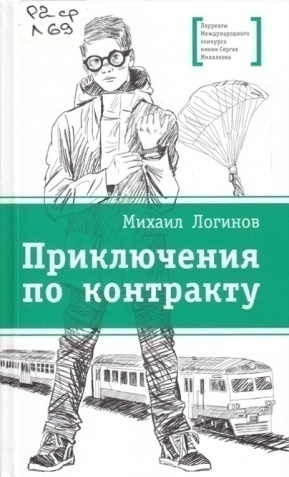 Р2 ср
Л 69
Лауреаты
Международного
конкурса
имени Сергея
Михалкова
Михаил Логинов
Приключения
по контракту